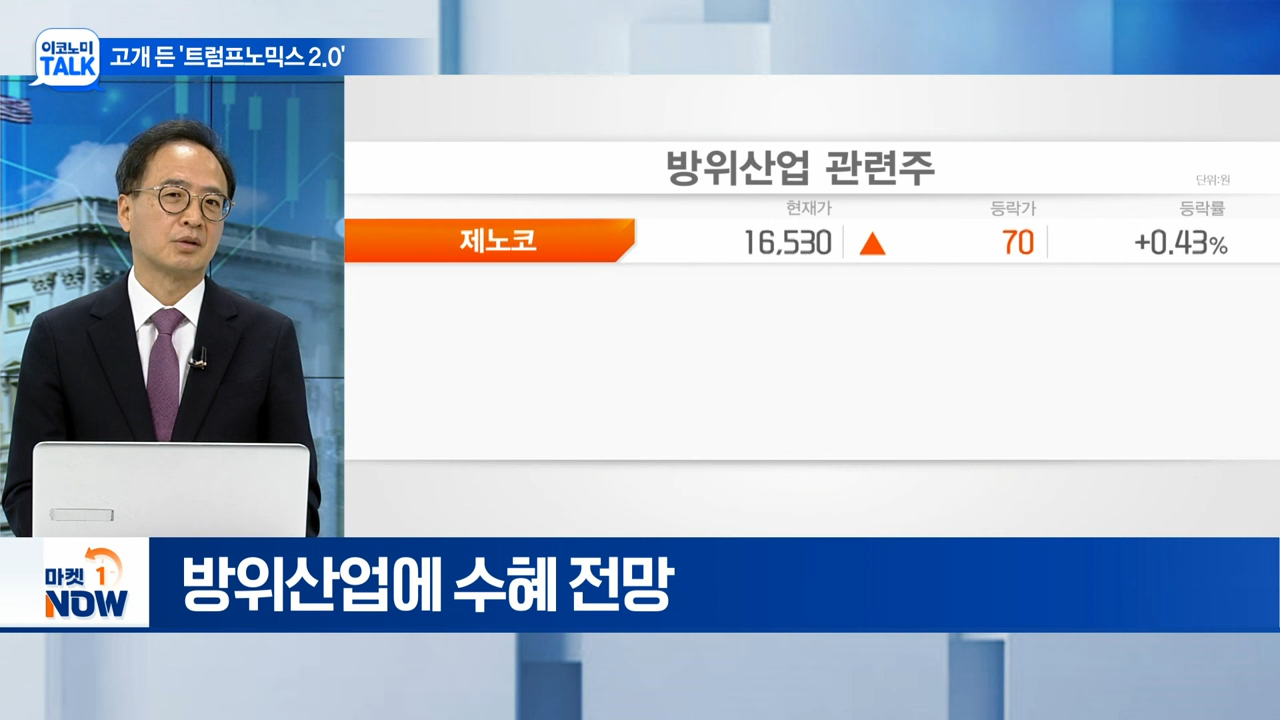 이코노미
TALK
고개 든 '트럼프노믹스 2.0'
방위산업 관련주
단위:원
현재가 등락가 등락률
제노코 16,530 ▲ 70 +0.43%
마켓 1
NOW
방위산업에 수혜 전망